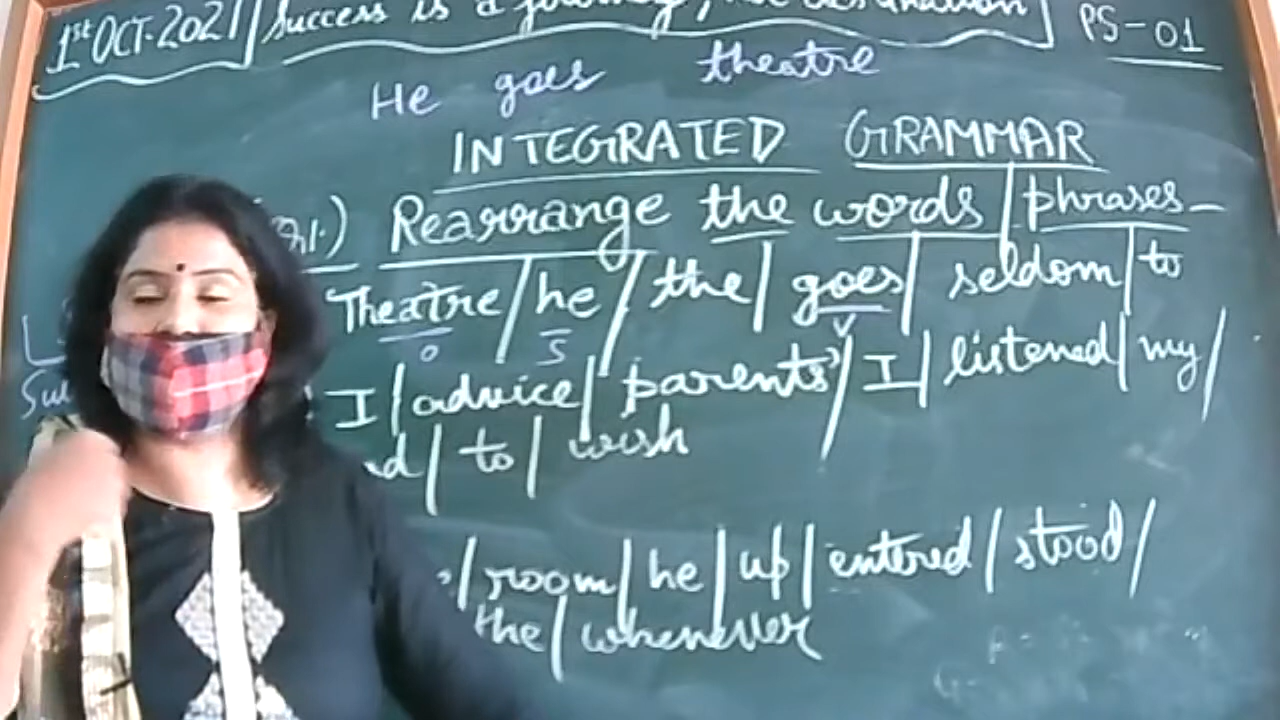 1st OCT. 2021 Success is a journey, not destination PS-01
He goes theatre
INTEGRATED GRAMMAR
Rearrange the words / phrases -
Theatre / he / the / goes / seldom / to
O S V
I / advice / parents' / I / listened / my /
to / wish
/ room / he / up / entered / stood /
the / whenever